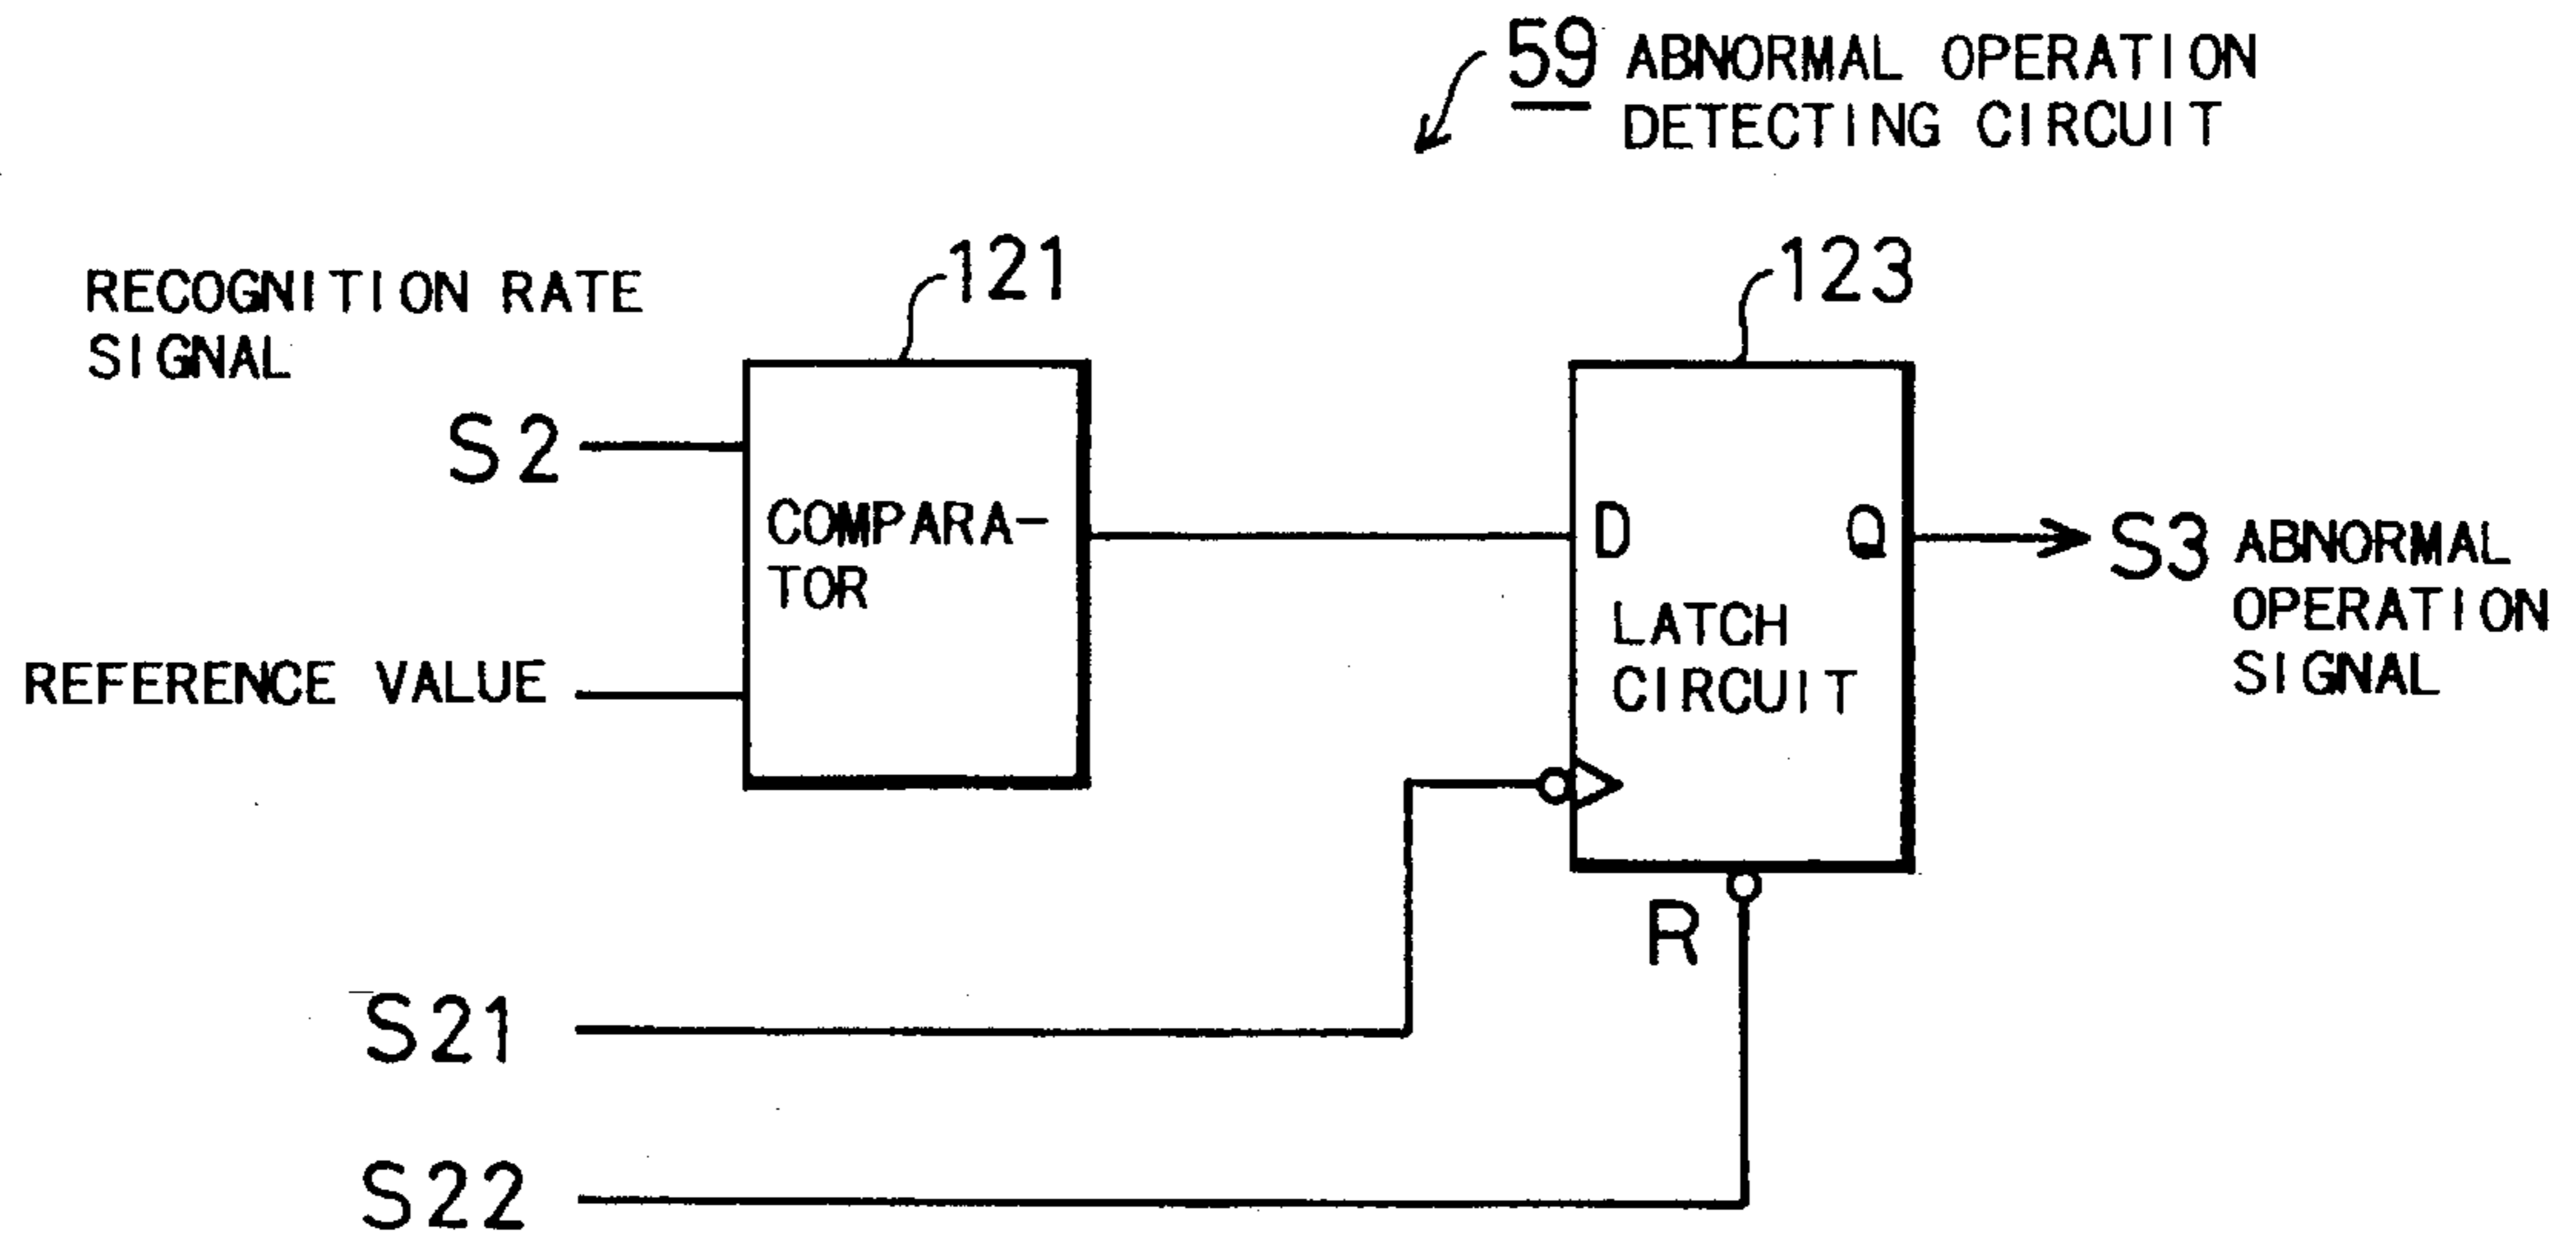 59 ABNORMAL OPERATION
DETECTING CIRCUIT
121
123
RECOGNITION RATE
SIGNAL
S2
COMPARA-
TOR
D
Q
S3 ABNORMAL
OPERATION
SIGNAL
LATCH
CIRCUIT
REFERENCE VALUE
R
S21
S22